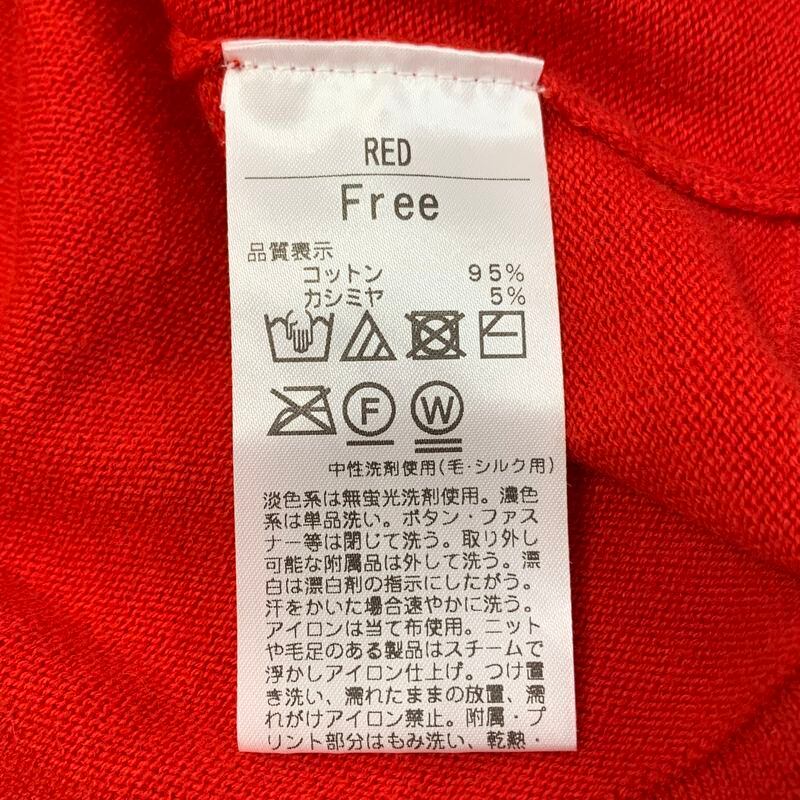 RED
Free
品質表示
コットン 95%
カシミヤ 5%
F W
中性洗剤使用(毛・シルク用)
淡色系は無蛍光洗剤使用。濃色
系は単品洗い。ボタン・ファス
ナー等は閉じて洗う。取り外し
可能な附属品は外して洗う。漂
白は漂白剤の指示にしたがう。
汗をかいた場合速やかに洗う。
アイロンは当て布使用。ニット
や毛足のある製品はスチームで
浮かしアイロン仕上げ。つけ置
き洗い、濡れたままの放置、濡
れがけアイロン禁止。附属・プ
リント部分はもみ洗い、乾熱・